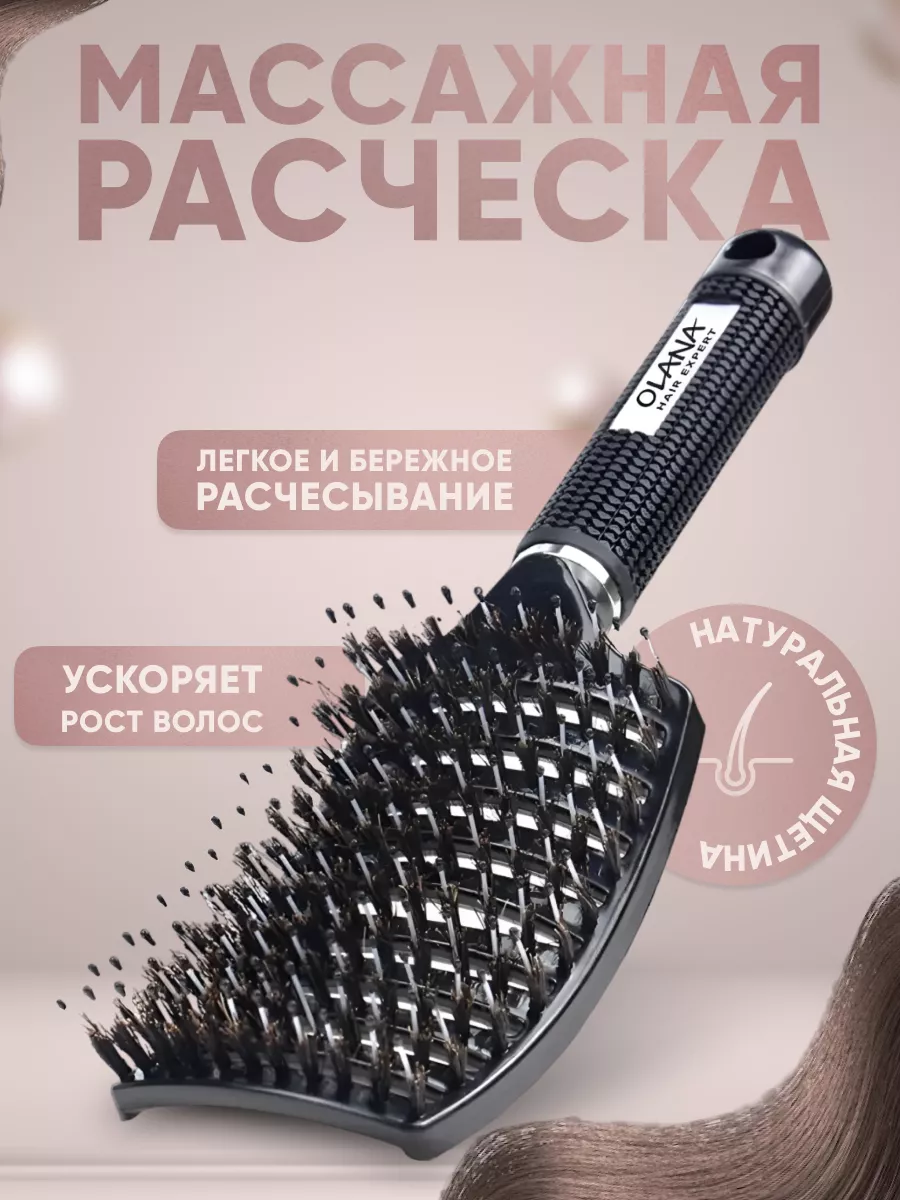 МАССАЖНАЯ
РАСЧЕСКА
OLANA
HAIR EXPERT
ЛЕГКОЕ И БЕРЕЖНОЕ
РАСЧЕСЫВАНИЕ
УСКОРЯЕТ
РОСТ ВОЛОС
НАТУРАЛЬНАЯ ЩЕТИНА